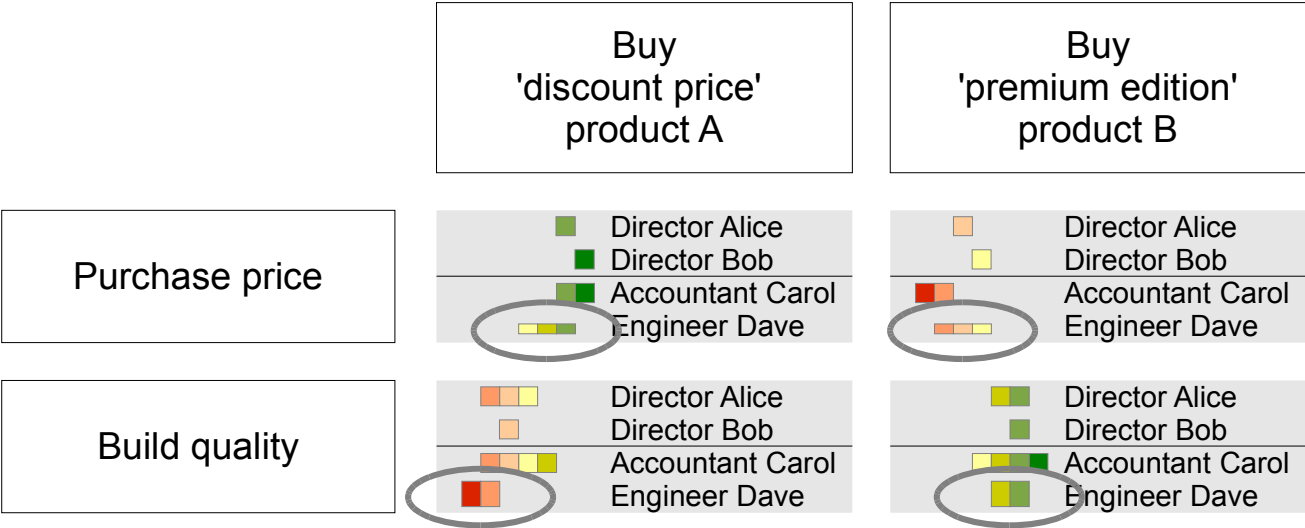 Buy
'discount price'
product A
Buy
'premium edition'
product B
Purchase price
Director Alice
Director Bob
Accountant Carol
Engineer Dave
Director Alice
Director Bob
Accountant Carol
Engineer Dave
Build quality
Director Alice
Director Bob
Accountant Carol
Engineer Dave
Director Alice
Director Bob
Accountant Carol
Engineer Dave